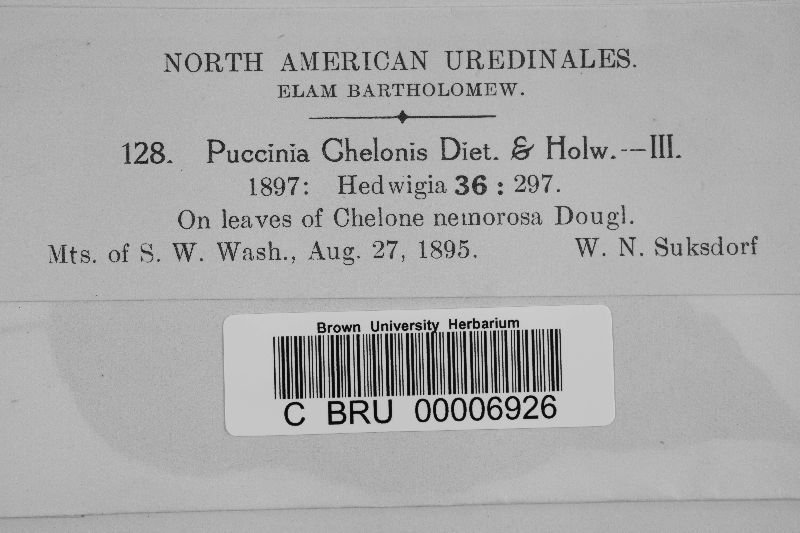 NORTH AMERICAN UREDINALES.
ELAM BARTHOLOMEW.
128. Puccinia Chelonis Diet. & Holw.—III.
1897: Hedwigia 36 : 297.
On leaves of Chelone nemorosa Dougl.
Mts. of S. W. Wash., Aug. 27, 1895. W. N. Suksdorf
Brown University Herbarium
C BRU 00006926